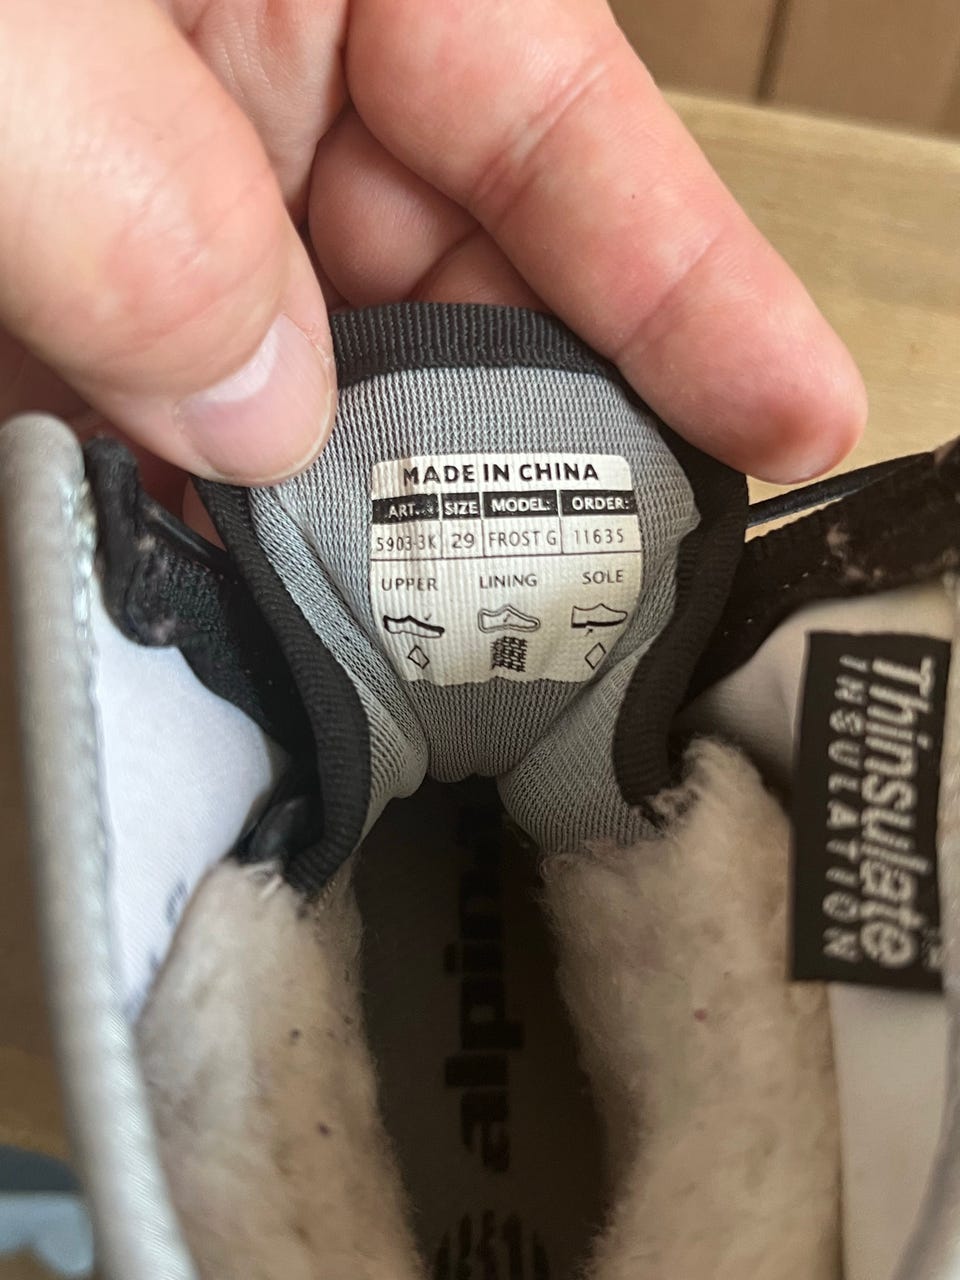 MADE IN CHINA
ART.: SIZE MODEL: ORDER:
5903-3K 29 FROST G 11635
UPPER LINING SOLE
Thinsulate
INSULATION